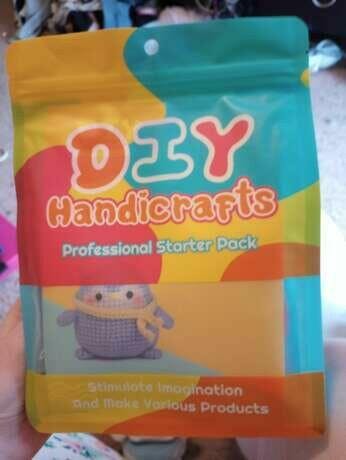 DIY
Handicrafts
Professional Starter Pack
Stimulate Imagination
And Make Various Products